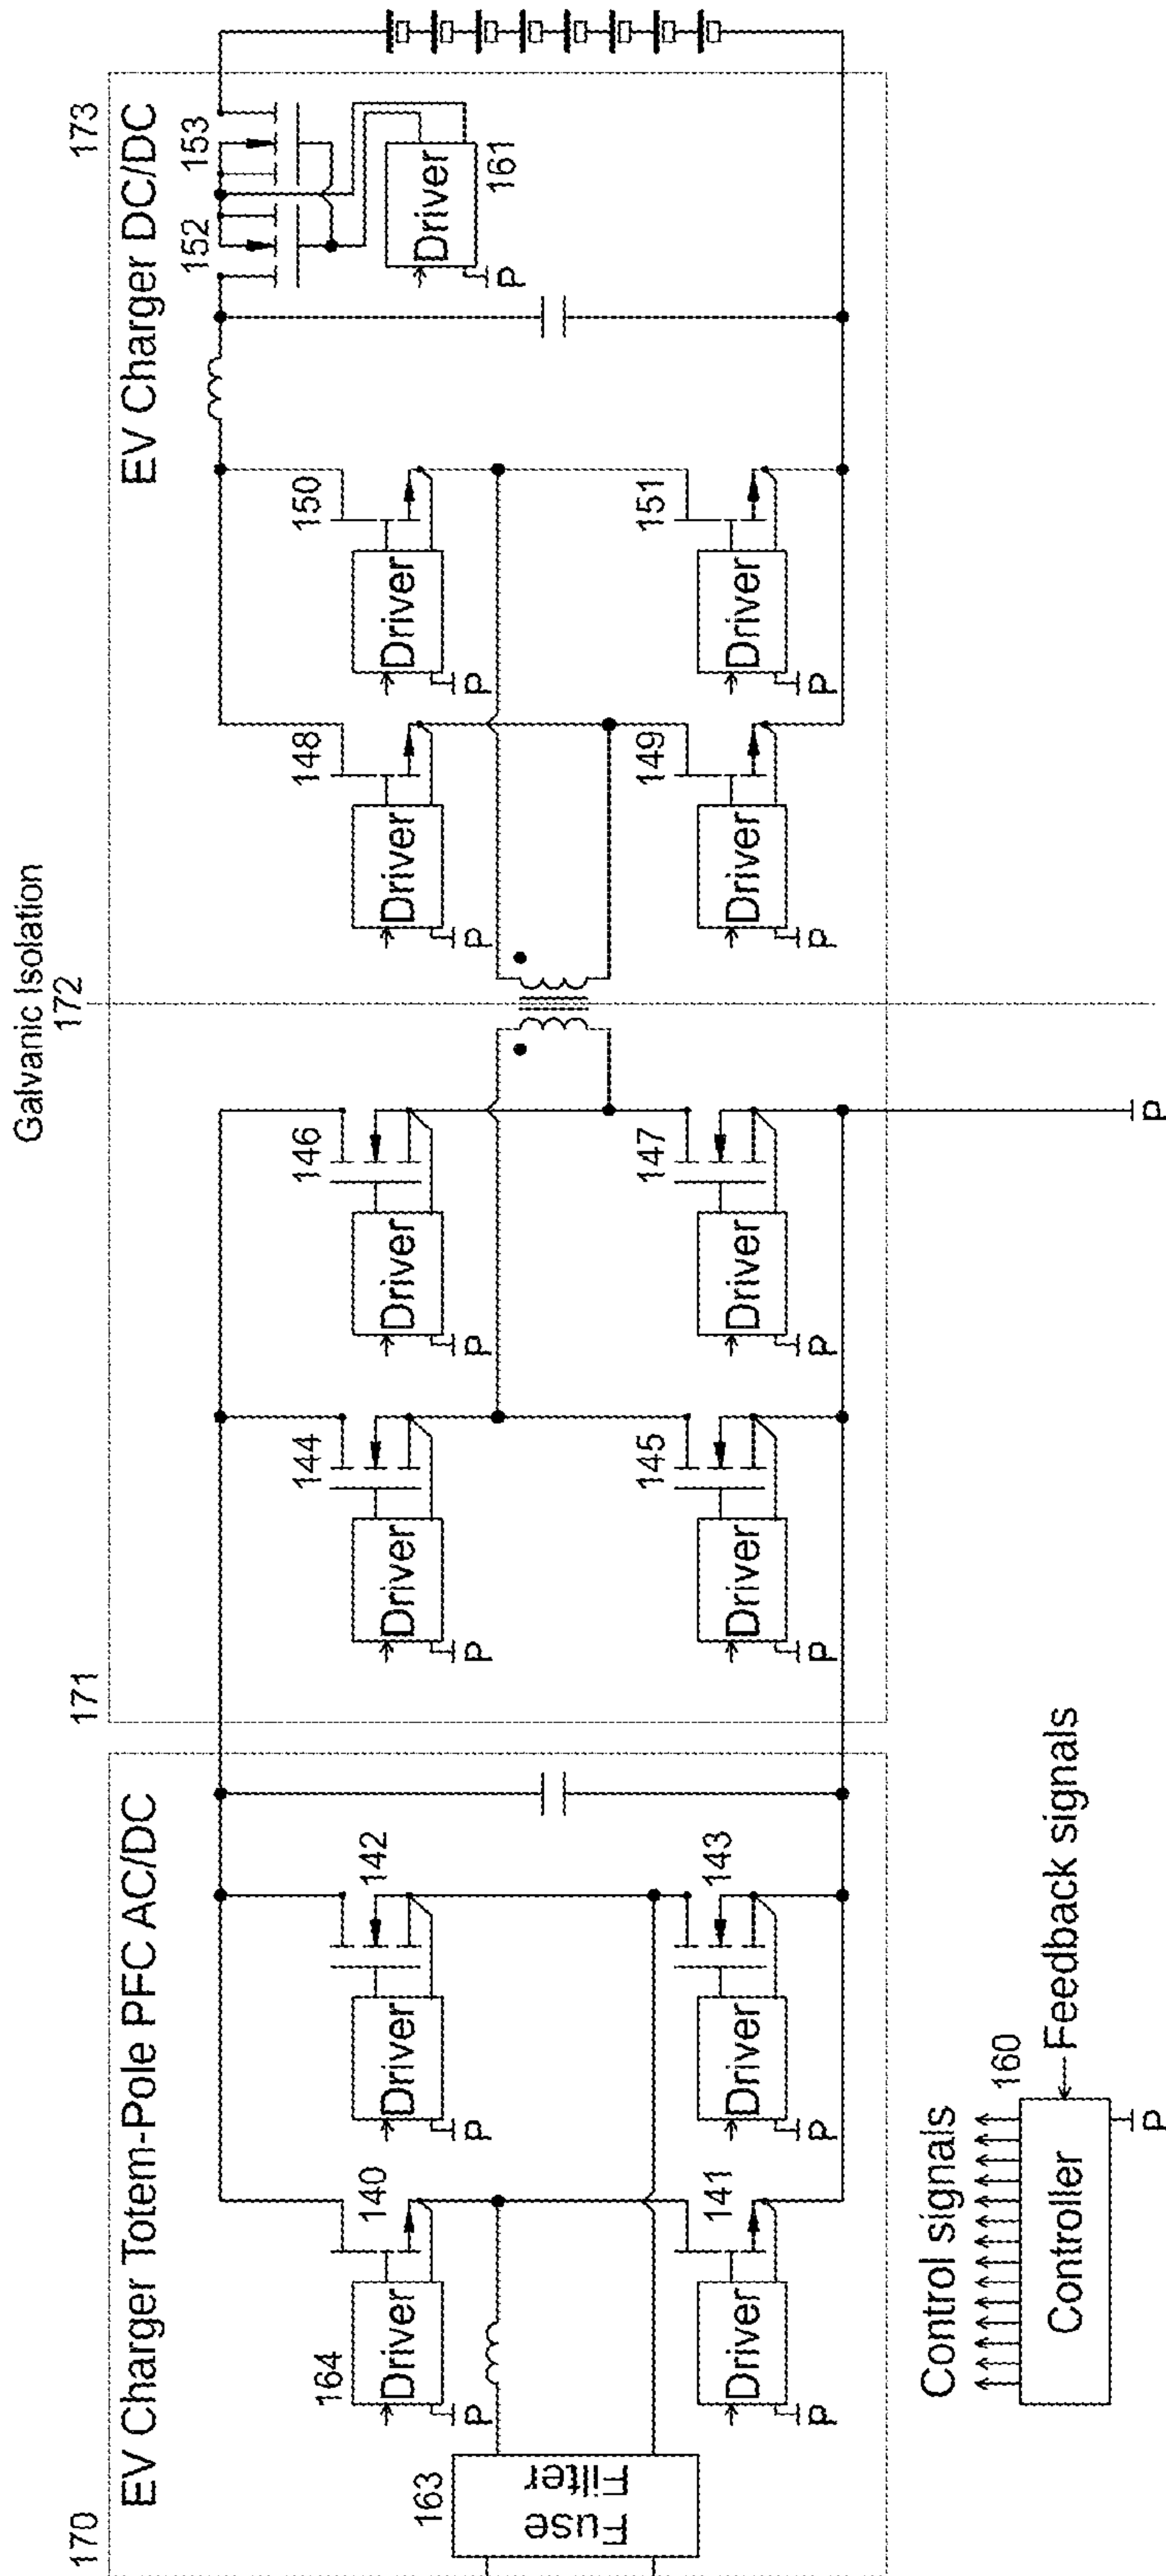 Galvanic Isolation
172
170
171
173
EV Charger Totem-Pole PFC AC/DC
EV Charger DC/DC
152
153
164
140
142
144
146
148
150
Driver
Driver
Driver
Driver
Driver
Driver
Driver
161
P
P
P
P
P
P
P
163
Fuse
Filter
141
143
145
147
149
151
Driver
Driver
Driver
Driver
Driver
Driver
P
P
P
P
P
P
Control signals
160
Feedback signals
Controller
P
P